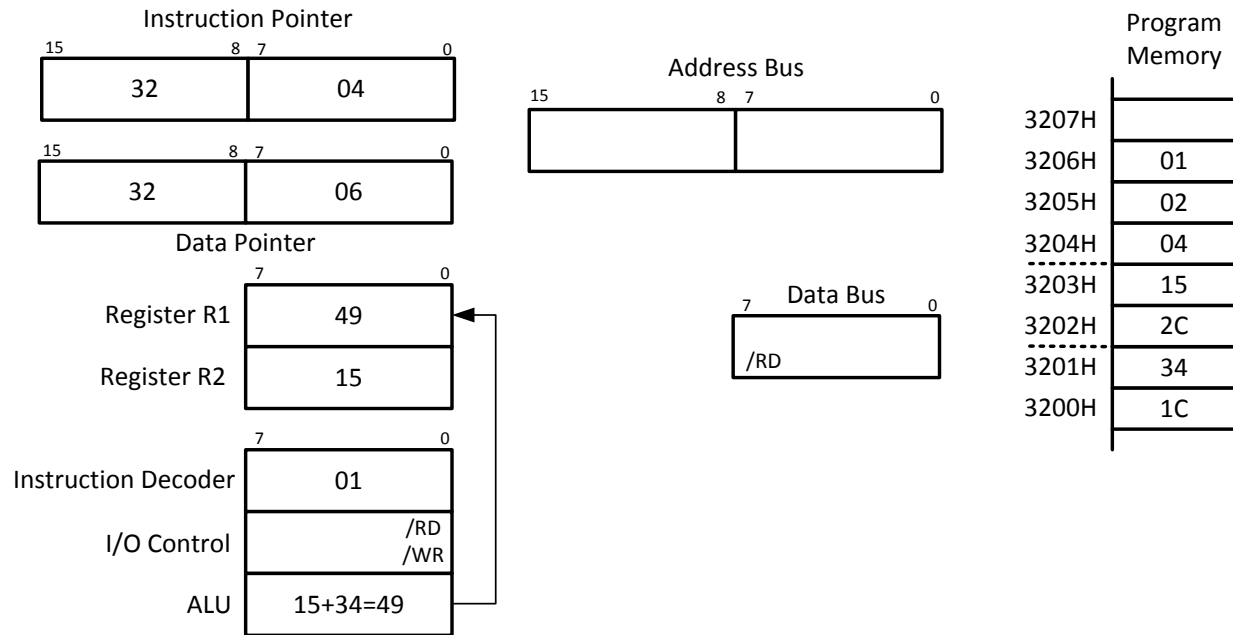 Instruction Pointer
15 8 7 0
32 04
15 8 7 0
32 06
Data Pointer
7 0
Register R1 49
Register R2 15
7 0
Instruction Decoder 01
I/O Control /RD
/WR
ALU 15+34=49
Address Bus
15 8 7 0
Data Bus
7 0
/RD
Program
Memory
3207H
3206H 01
3205H 02
3204H 04
3203H 15
3202H 2C
3201H 34
3200H 1C